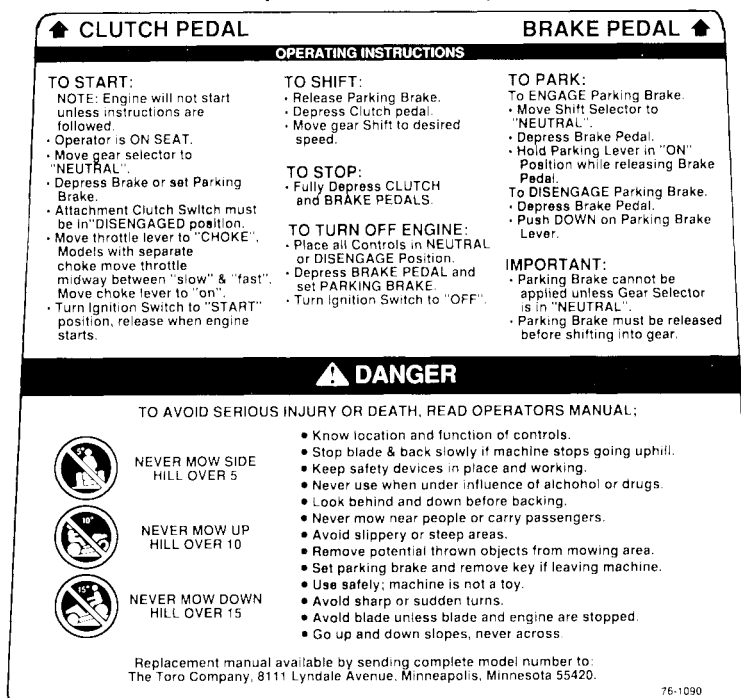 CLUTCH PEDAL
BRAKE PEDAL
OPERATING INSTRUCTIONS
TO START:
NOTE: Engine will not start
unless instructions are
followed.
· Operator is ON SEAT.
· Move gear selector to
"NEUTRAL".
· Depress Brake or set Parking
Brake.
· Attachment Clutch Switch must
be in"DISENGAGED position.
· Move throttle lever to "CHOKE",
Models with separate
choke move throttle
midway between "slow" & "fast".
Move choke lever to "on".
· Turn Ignition Switch to "START"
position, release when engine
starts.
TO SHIFT:
· Release Parking Brake.
· Depress Clutch pedal.
· Move gear Shift to desired
speed.
TO STOP:
· Fully Depress CLUTCH
and BRAKE PEDALS.
TO TURN OFF ENGINE:
· Place all Controls in NEUTRAL
or DISENGAGE Position.
· Depress BRAKE PEDAL and
set PARKING BRAKE.
· Turn Ignition Switch to "OFF".
TO PARK:
To ENGAGE Parking Brake.
· Move Shift Selector to
"NEUTRAL".
· Depress Brake Pedal.
· Hold Parking Lever in "ON"
Position while releasing Brake
Pedal.
To DISENGAGE Parking Brake.
· Depress Brake Pedal.
· Push DOWN on Parking Brake
Lever.
IMPORTANT:
· Parking Brake cannot be
applied unless Gear Selector
is in "NEUTRAL".
· Parking Brake must be released
before shifting into gear.
DANGER
TO AVOID SERIOUS INJURY OR DEATH, READ OPERATORS MANUAL;
5°
NEVER MOW SIDE
HILL OVER 5
10°
NEVER MOW UP
HILL OVER 10
15°
NEVER MOW DOWN
HILL OVER 15
• Know location and function of controls.
• Stop blade & back slowly if machine stops going uphill.
• Keep safety devices in place and working.
• Never use when under influence of alchohol or drugs.
• Look behind and down before backing.
• Never mow near people or carry passengers.
• Avoid slippery or steep areas.
• Remove potential thrown objects from mowing area.
• Set parking brake and remove key if leaving machine.
• Use safely; machine is not a toy.
• Avoid sharp or sudden turns.
• Avoid blade unless blade and engine are stopped.
• Go up and down slopes, never across.
Replacement manual available by sending complete model number to:
The Toro Company, 8111 Lyndale Avenue, Minneapolis, Minnesota 55420.
76-1090